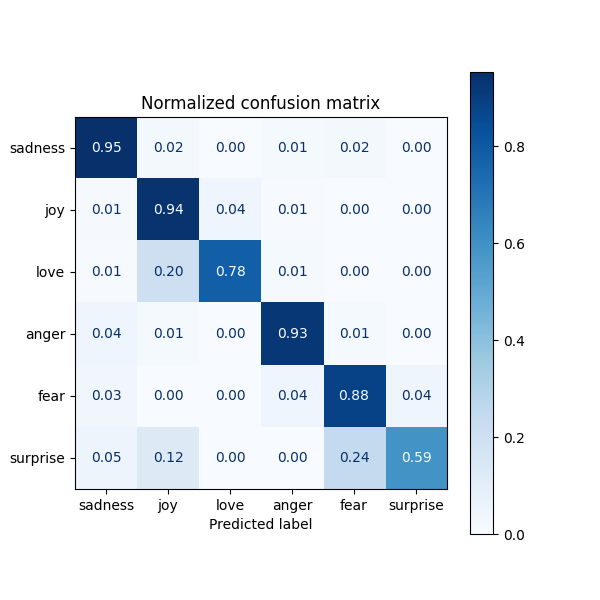 Normalized confusion matrix
sadness 0.95 0.02 0.00 0.01 0.02 0.00
joy 0.01 0.94 0.04 0.01 0.00 0.00
love 0.01 0.20 0.78 0.01 0.00 0.00
anger 0.04 0.01 0.00 0.93 0.01 0.00
fear 0.03 0.00 0.00 0.04 0.88 0.04
surprise 0.05 0.12 0.00 0.00 0.24 0.59
sadness joy love anger fear surprise
Predicted label
0.8
0.6
0.4
0.2
0.0